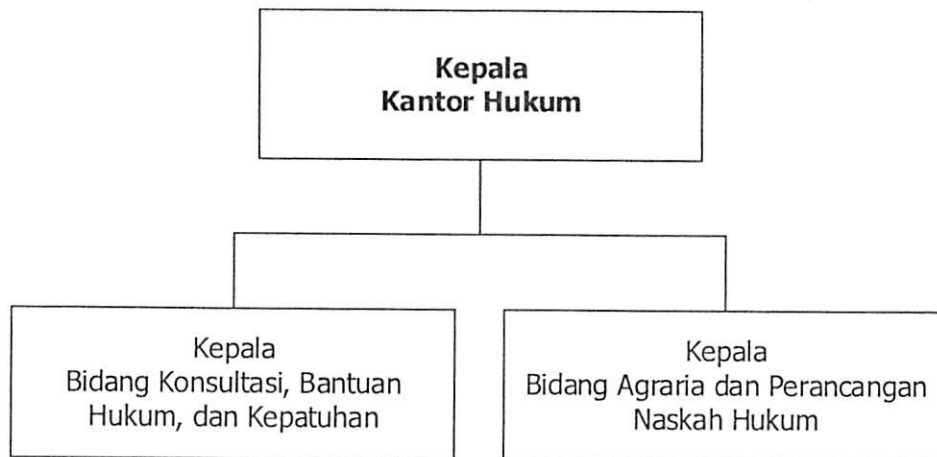 Kepala
Kantor Hukum
Kepala
Bidang Konsultasi, Bantuan
Hukum, dan Kepatuhan
Kepala
Bidang Agraria dan Perancangan
Naskah Hukum